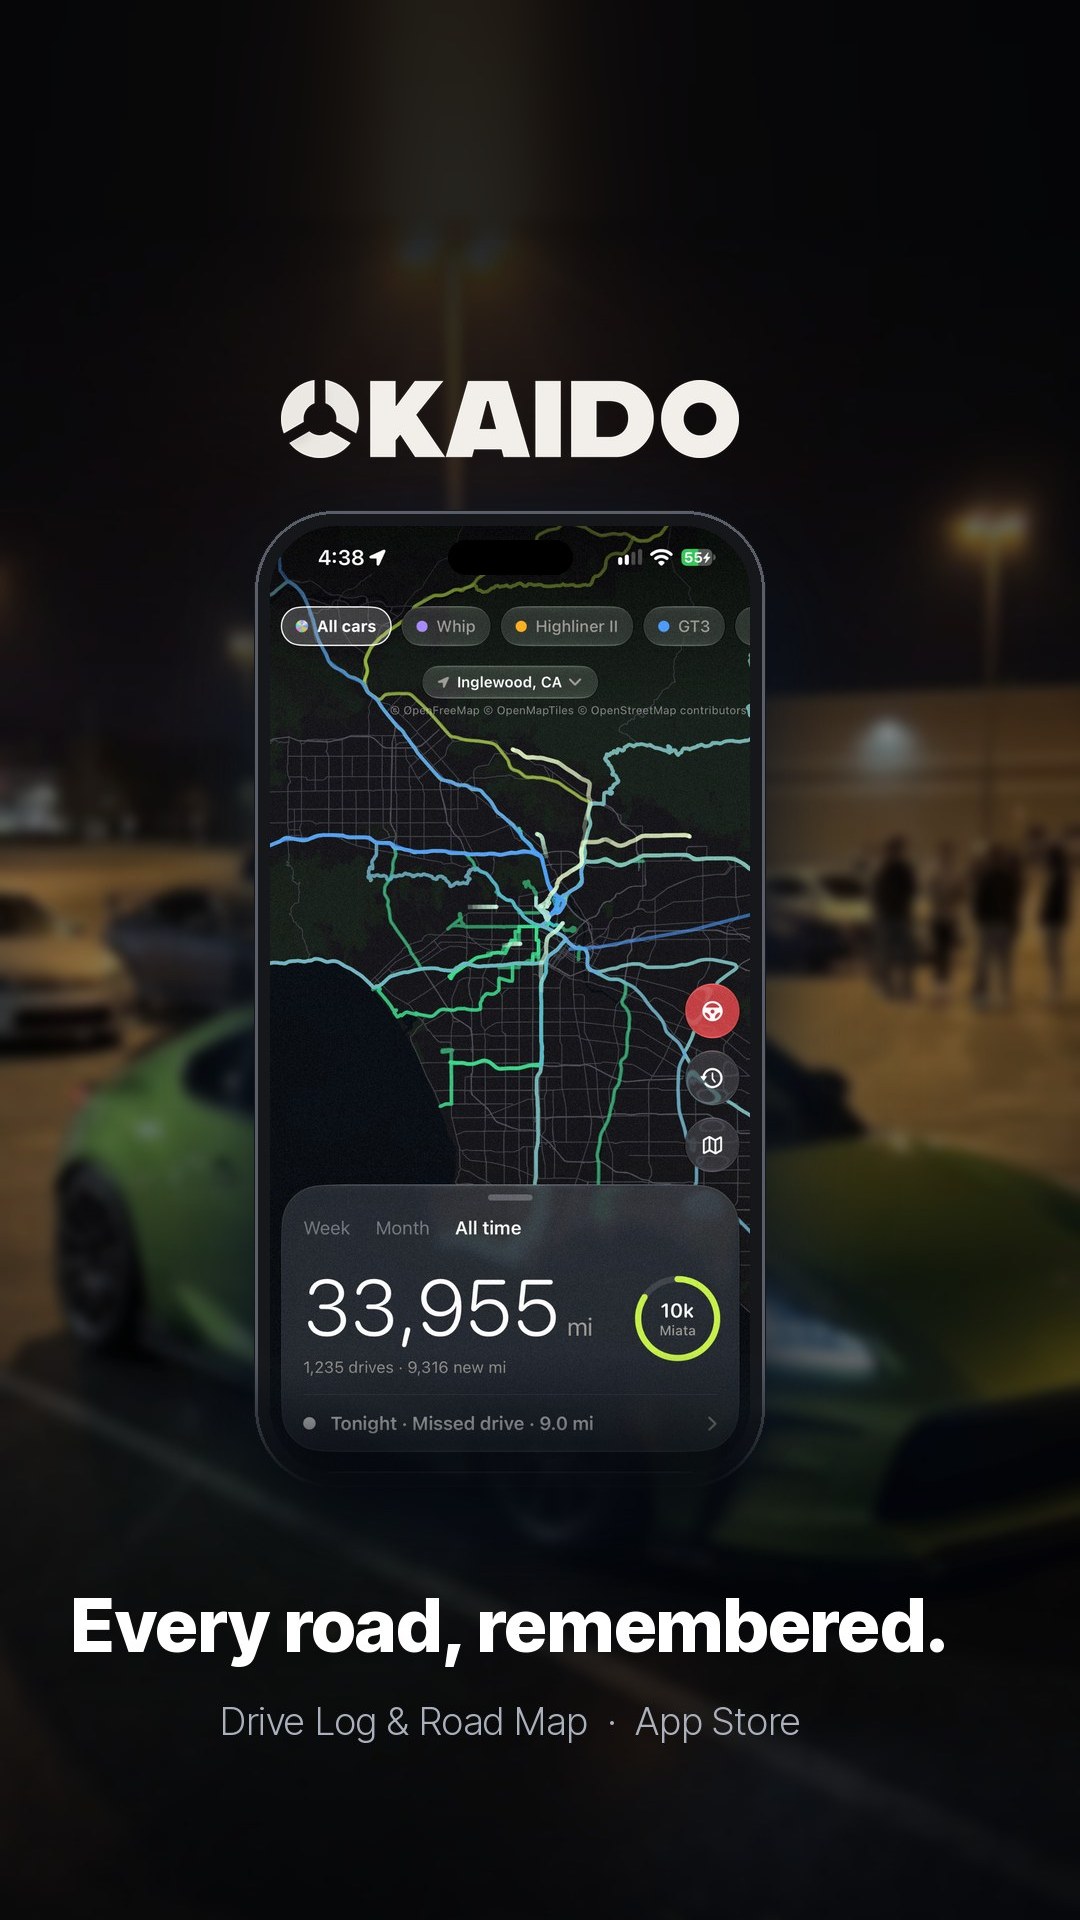 KAIDO
4:38
55
All cars
Whip
Highliner II
GT3
Inglewood, CA
© OpenFreeMap © OpenMapTiles © OpenStreetMap contributors
Week
Month
All time
33,955 mi
10k
Miata
1,235 drives · 9,316 new mi
Tonight · Missed drive · 9.0 mi
Every road, remembered.
Drive Log & Road Map · App Store